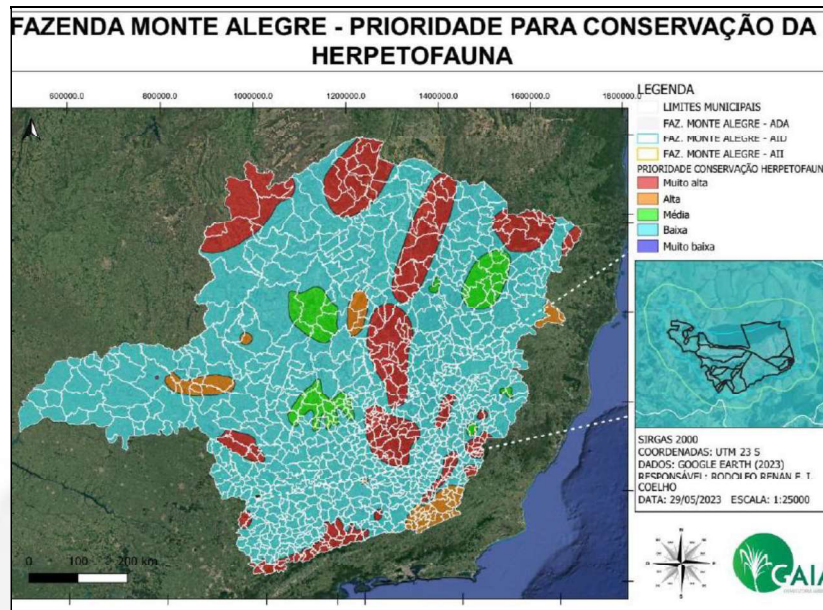 FAZENDA MONTE ALEGRE - PRIORIDADE PARA CONSERVAÇÃO DA
HERPETOFAUNA
600000.0 800000.0 1000000.0 1200000.0 1400000.0 1600000.0 1800000.0
LEGENDA
LIMITES MUNICIPAIS
FAZ. MONTE ALEGRE - ADA
FAZ. MONTE ALEGRE - AID
FAZ. MONTE ALEGRE - AII
PRIORIDADE CONSERVAÇÃO HERPETOFAUN
Muito alta
Alta
Média
Baixa
Muito baixa
SIRGAS 2000
COORDENADAS: UTM 23 S
DADOS: GOOGLE EARTH (2023)
RESPONSÁVEL: RODOLFO RENAN F. I.
COELHO
DATA: 29/05/2023 ESCALA: 1:25000
0 100 200 km
GAIA